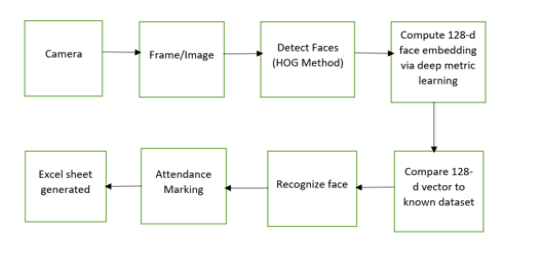 Camera
Frame/Image
Detect Faces
(HOG Method)
Compute 128-d
face embedding
via deep metric
learning
Compare 128-
d vector to
known dataset
Recognize face
Attendance
Marking
Excel sheet
generated